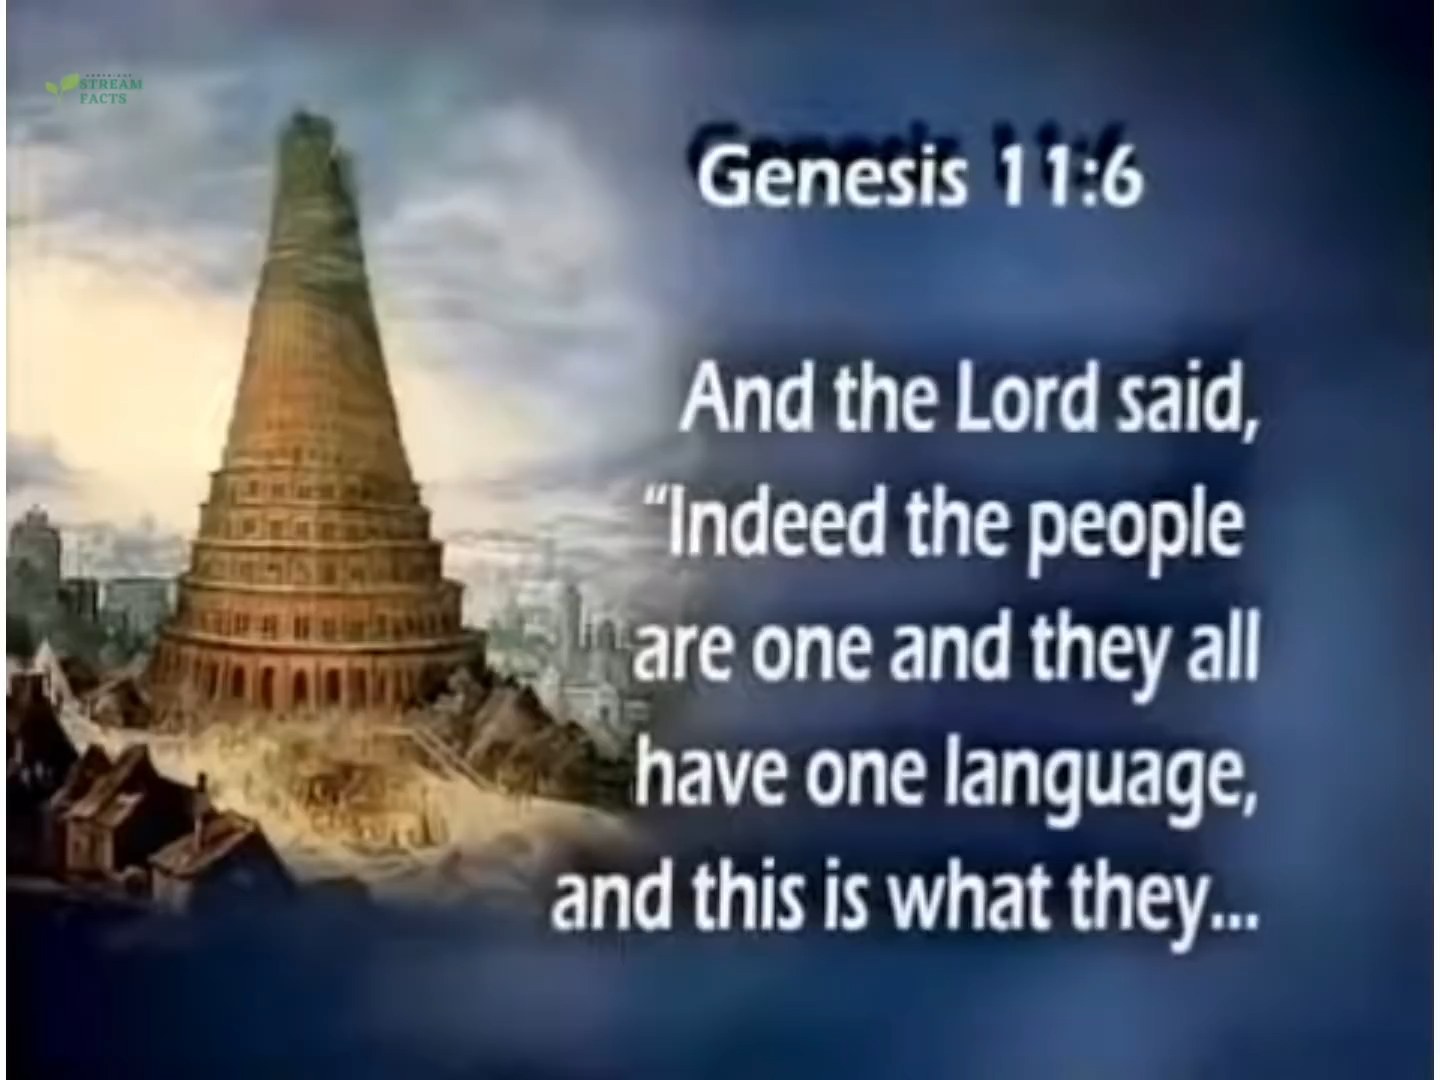 STREAM
FACTS
Genesis 11:6
And the Lord said,
“Indeed the people
are one and they all
have one language,
and this is what they...